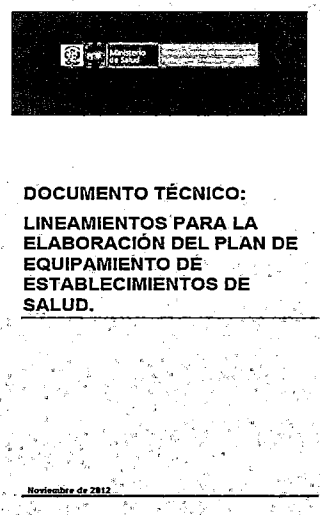 PERÚ
Ministerio
de Salud
DOCUMENTO TÉCNICO:
LINEAMIENTOS PARA LA
ELABORACIÓN DEL PLAN DE
EQUIPAMIENTO DE
ESTABLECIMIENTOS DE
SALUD.
Noviembre de 2012